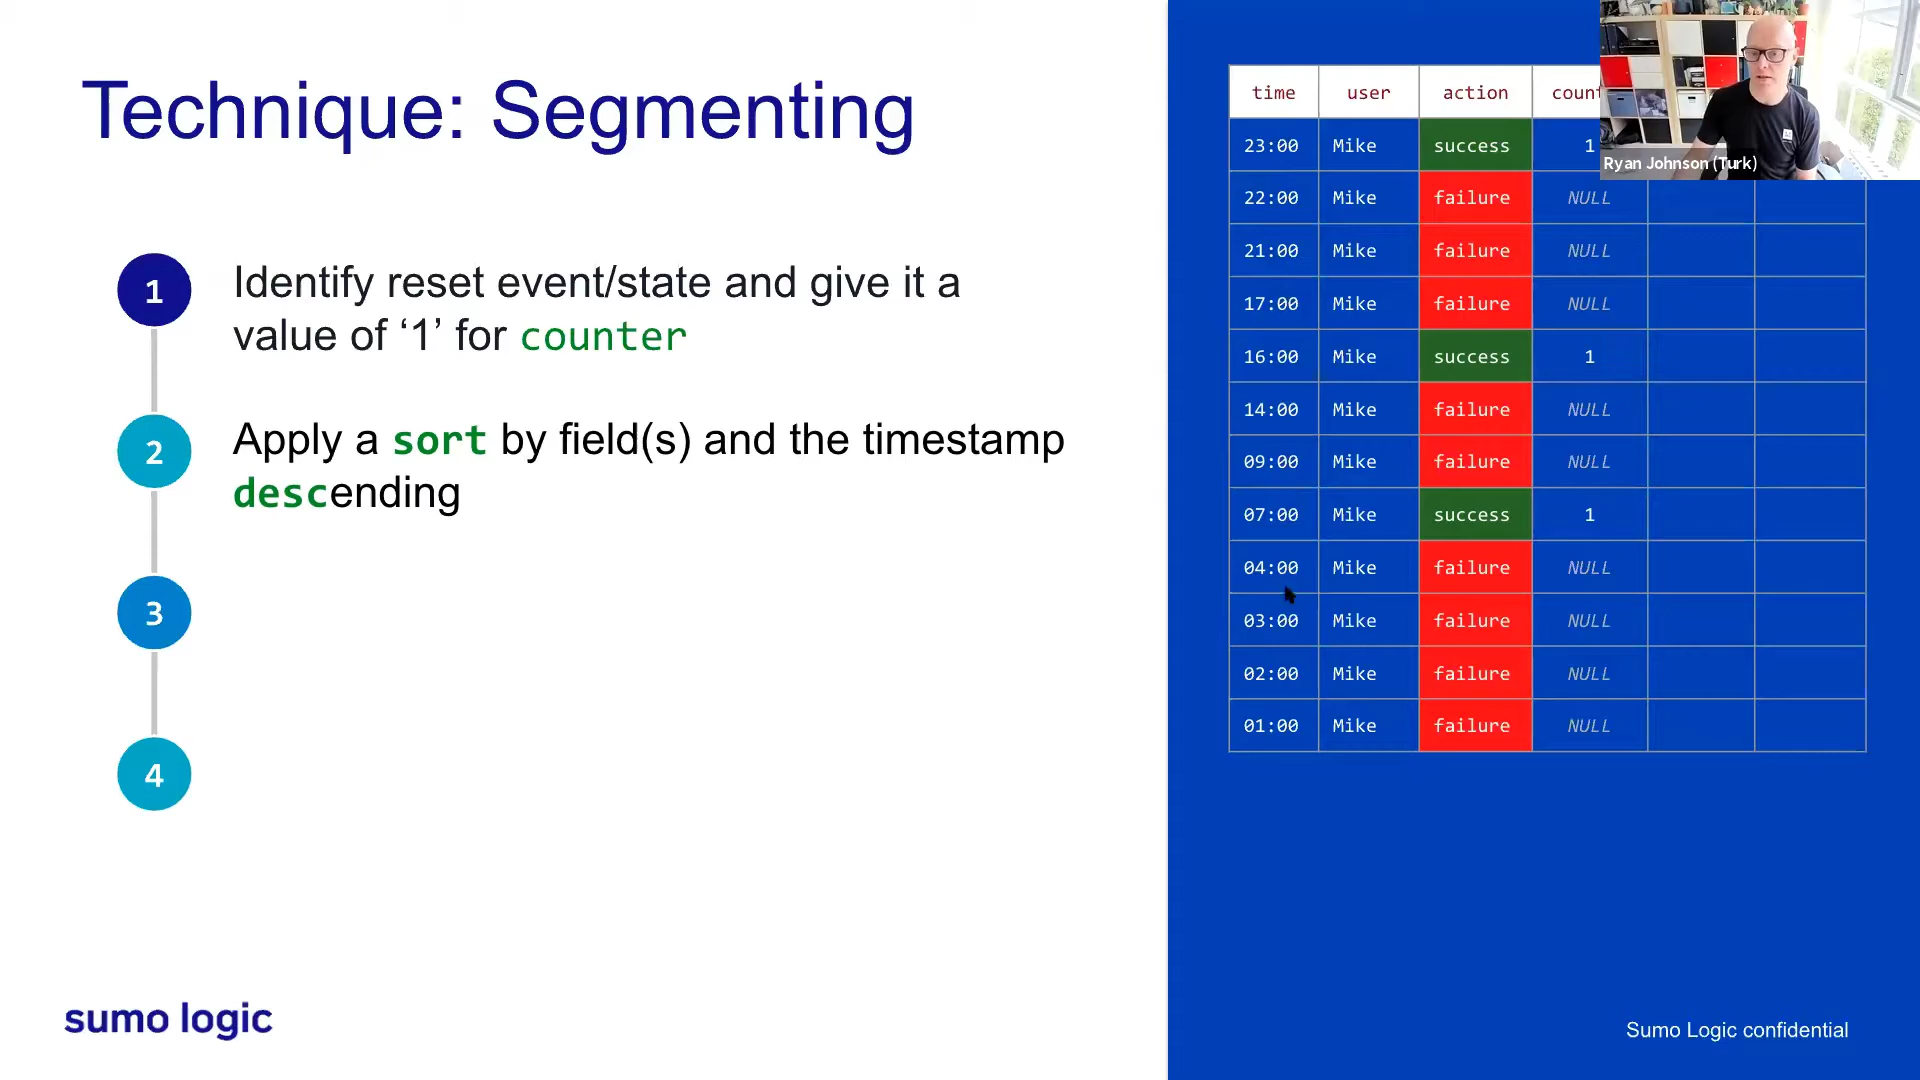 Technique: Segmenting
1 Identify reset event/state and give it a
value of ‘1’ for counter
2 Apply a sort by field(s) and the timestamp
descending
3
4
sumo logic
time user action count
23:00 Mike success 1
22:00 Mike failure NULL
21:00 Mike failure NULL
17:00 Mike failure NULL
16:00 Mike success 1
14:00 Mike failure NULL
09:00 Mike failure NULL
07:00 Mike success 1
04:00 Mike failure NULL
03:00 Mike failure NULL
02:00 Mike failure NULL
01:00 Mike failure NULL
Ryan Johnson (Turk)
Sumo Logic confidential